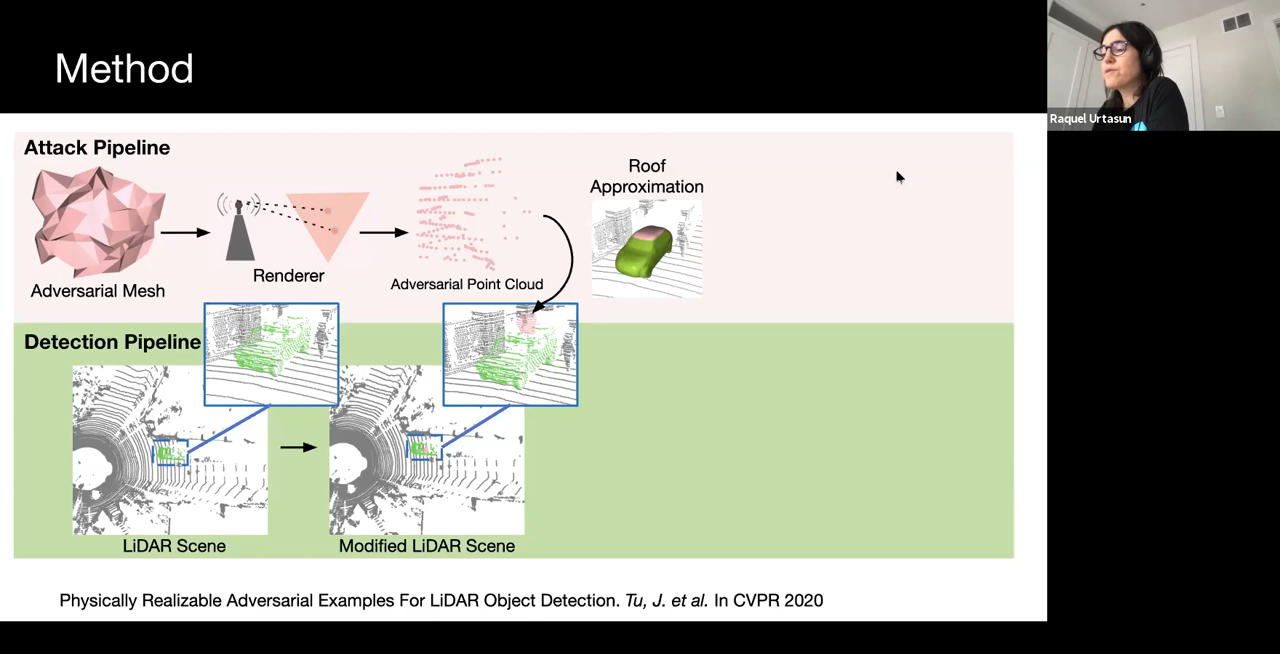 Method
Raquel Urtasun
Attack Pipeline
Roof
Approximation
Renderer
Adversarial Mesh
Adversarial Point Cloud
Detection Pipeline
LiDAR Scene
Modified LiDAR Scene
Physically Realizable Adversarial Examples For LiDAR Object Detection. Tu, J. et al. In CVPR 2020